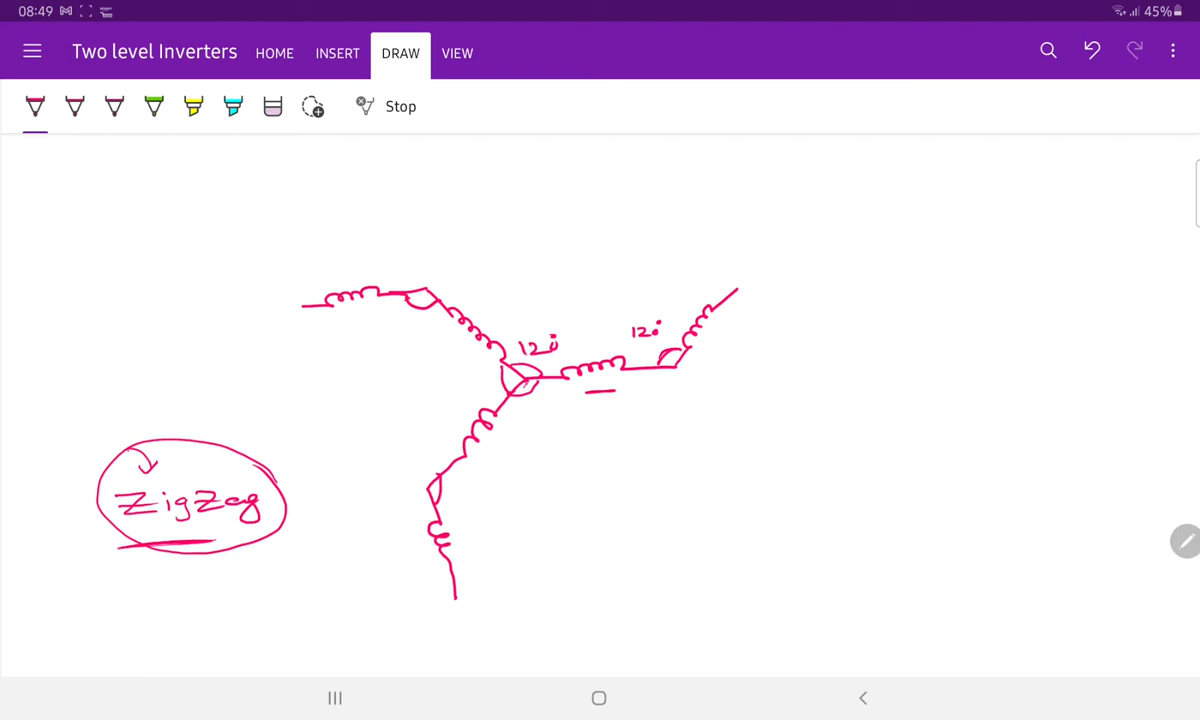 08:49 45%
Two level Inverters HOME INSERT DRAW VIEW
Stop
120
120
ZigZag